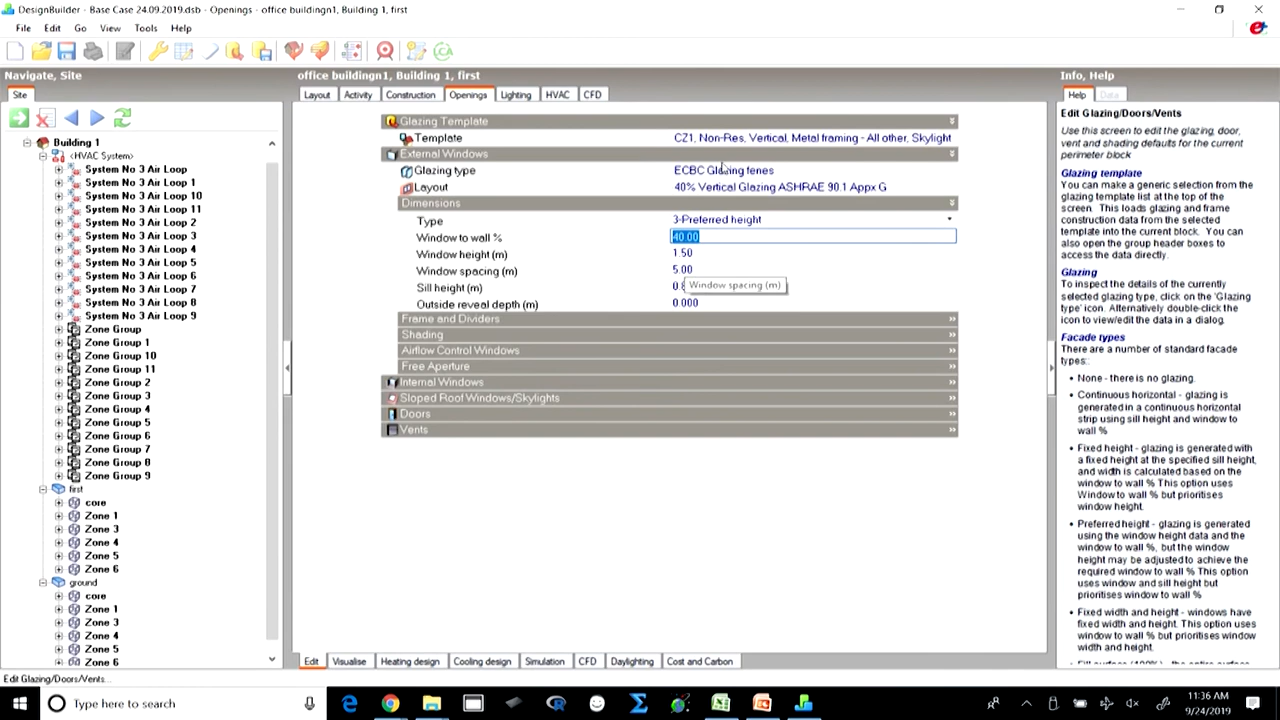 DesignBuilder - Base Case 24.09.2019.dsb - Openings - office buildingn1, Building 1, first
File Edit Go View Tools Help
Navigate, Site
Site
Building 1
<HVAC System>
System No 3 Air Loop
System No 3 Air Loop 1
System No 3 Air Loop 10
System No 3 Air Loop 11
System No 3 Air Loop 2
System No 3 Air Loop 3
System No 3 Air Loop 4
System No 3 Air Loop 5
System No 3 Air Loop 6
System No 3 Air Loop 7
System No 3 Air Loop 8
System No 3 Air Loop 9
Zone Group
Zone Group 1
Zone Group 10
Zone Group 11
Zone Group 2
Zone Group 3
Zone Group 4
Zone Group 5
Zone Group 6
Zone Group 7
Zone Group 8
Zone Group 9
first
core
Zone 1
Zone 3
Zone 4
Zone 5
Zone 6
ground
core
Zone 1
Zone 3
Zone 4
Zone 5
Zone 6
office buildingn1, Building 1, first
Layout Activity Construction Openings Lighting HVAC CFD
Glazing Template
Template CZ1, Non-Res, Vertical, Metal framing - All other, Skylight
External Windows
Glazing type ECBC Glazing fenes
Layout 40% Vertical Glazing ASHRAE 90.1 Appx G
Dimensions
Type 3-Preferred height
Window to wall % 40.00
Window height (m) 1.50
Window spacing (m) 5.00
Window spacing (m)
Sill height (m)
Outside reveal depth (m) 0.000
Frame and Dividers
Shading
Airflow Control Windows
Free Aperture
Internal Windows
Sloped Roof Windows/Skylights
Doors
Vents
Edit Visualise Heating design Cooling design Simulation CFD Daylighting Cost and Carbon
Info, Help
Help Data
Edit Glazing/Doors/Vents
Use this screen to edit the glazing, door,
vent and shading defaults for the current
perimeter block
Glazing template
You can make a generic selection from the
glazing template list at the top of the
screen. This loads glazing and frame
construction data from the selected
template into the current block. You can
also open the group header boxes to
access the data directly.
Glazing
To inspect the details of the currently
selected glazing type, click on the 'Glazing
type' icon. Alternatively double-click the
icon to view/edit the data in a dialog.
Facade types
There are a number of standard facade
types:
• None - there is no glazing.
• Continuous horizontal - glazing is
generated in a continuous horizontal
strip using sill height and window to
wall %
• Fixed height - glazing is generated with
a fixed height at the specified sill height,
and width is calculated based on the
window to wall % This option uses
Window to wall % but prioritises
window height.
• Preferred height - glazing is generated
using the window height data and the
window to wall %, but the window
height may be adjusted to achieve the
required window to wall % This option
uses window and sill height but
prioritises window to wall %
• Fixed width and height - windows have
fixed width and height. This option uses
window to wall % but prioritises window
width and height.
Edit Glazing/Doors/Vents...
Type here to search
11:36 AM
9/24/2019